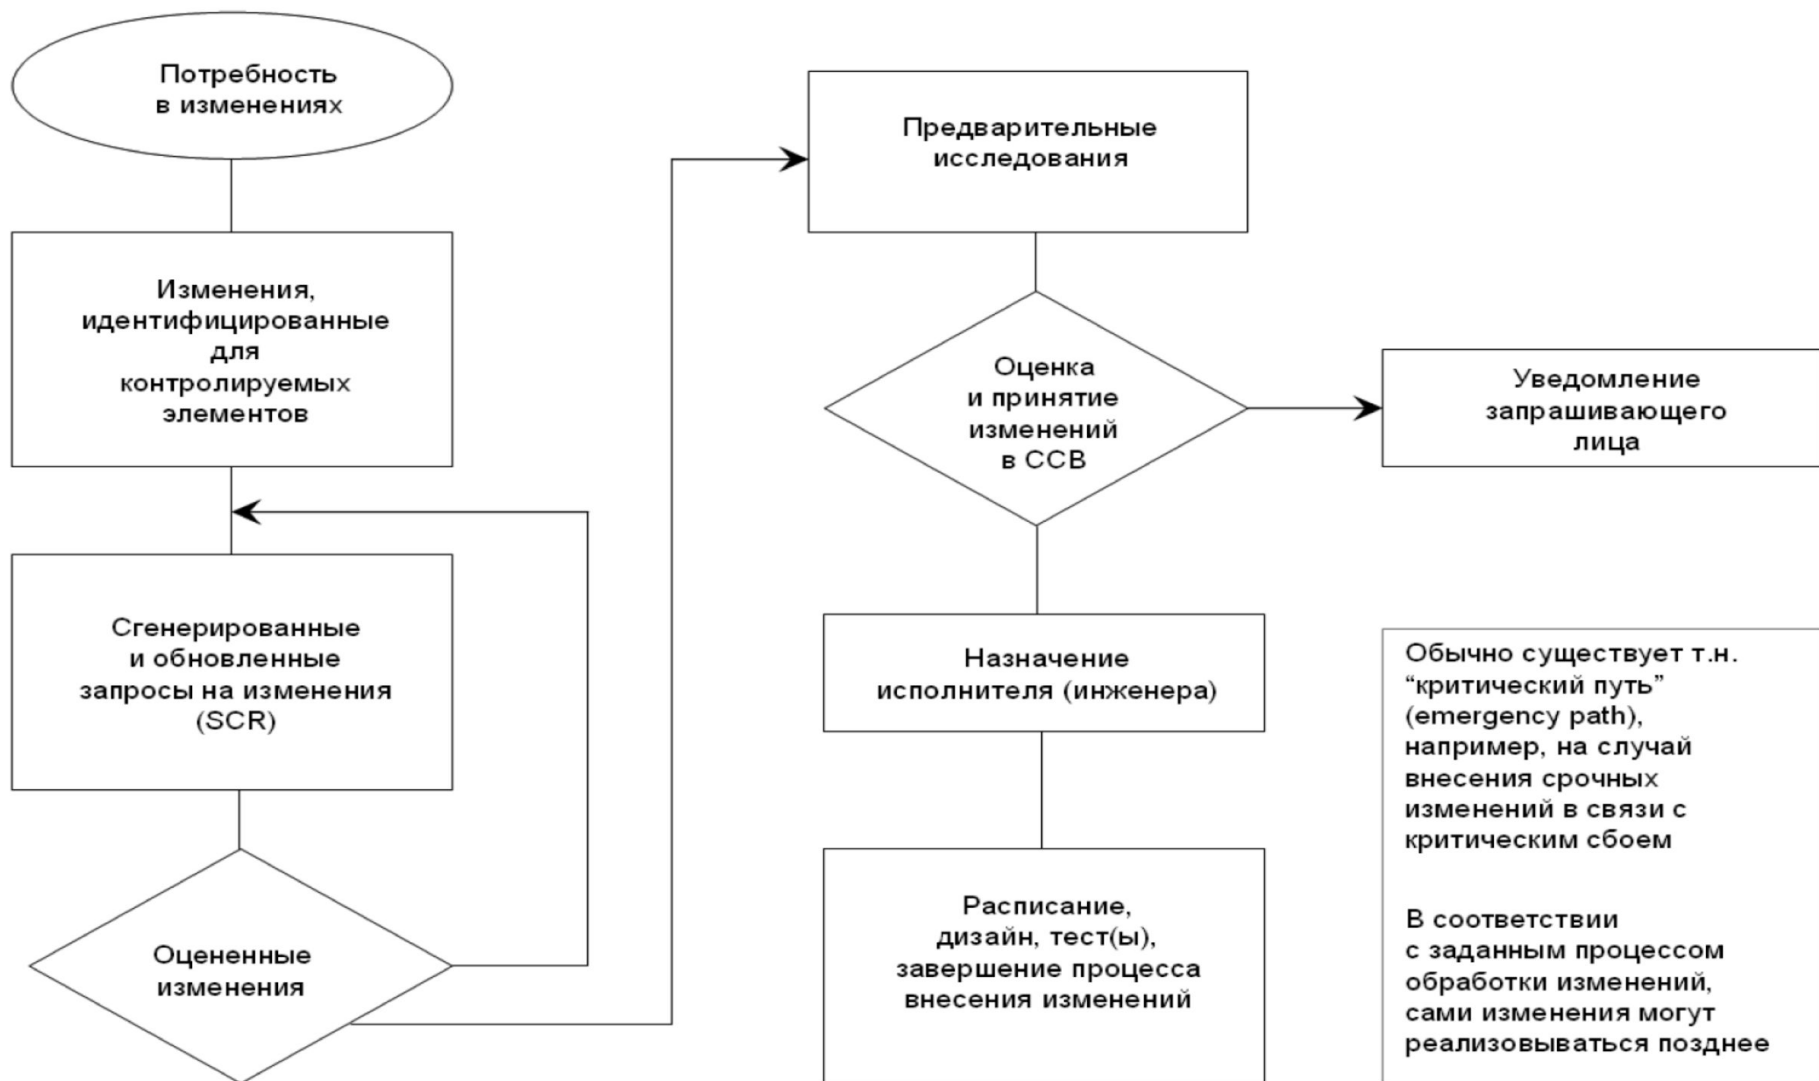 Потребность
в изменениях
Изменения,
идентифицированные
для
контролируемых
элементов
Сгенерированные
и обновленные
запросы на изменения
(SCR)
Оцененные
изменения
Предварительные
исследования
Оценка
и принятие
изменений
в ССВ
Уведомление
запрашивающего
лица
Назначение
исполнителя (инженера)
Расписание,
дизайн, тест(ы),
завершение процесса
внесения изменений
Обычно существует т.н.
“критический путь”
(emergency path),
например, на случай
внесения срочных
изменений в связи с
критическим сбоем
В соответствии
с заданным процессом
обработки изменений,
сами изменения могут
реализовываться позднее